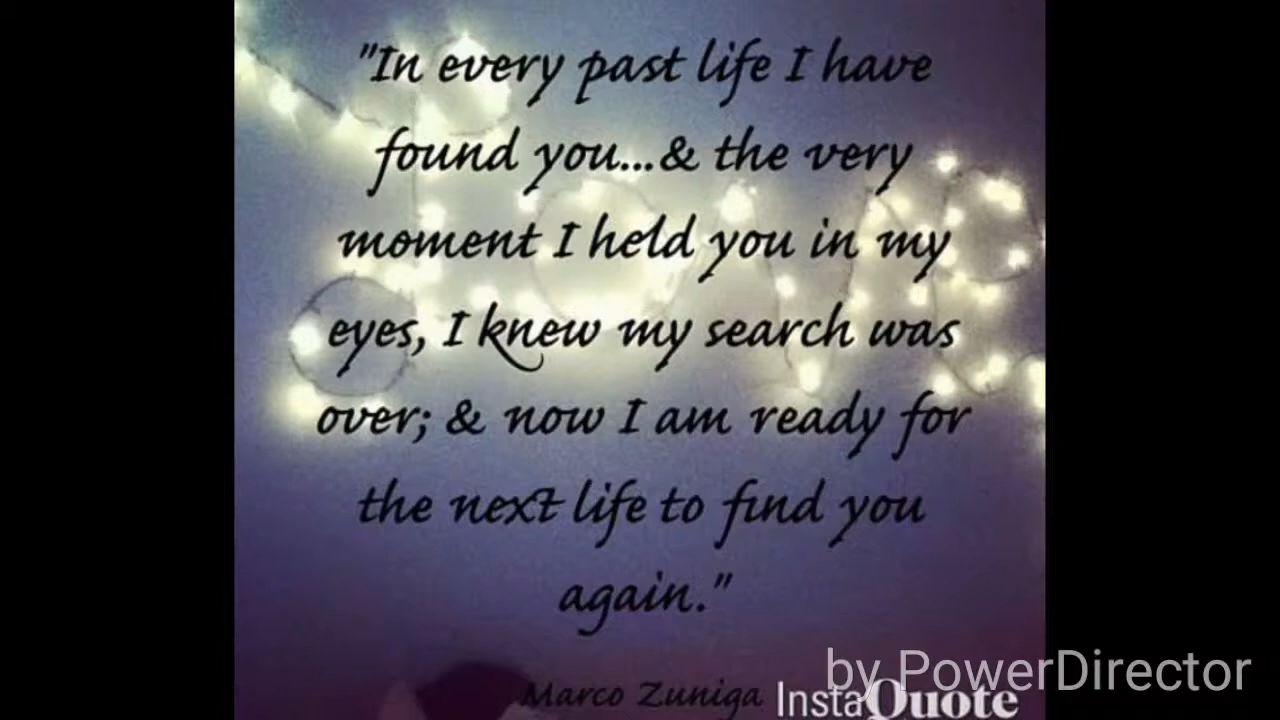 "In every past life I have
found you...& the very
moment I held you in my
eyes, I knew my search was
over; & now I am ready for
the next life to find you
again."
by PowerDirector
Marco Zuniga InstaQuote